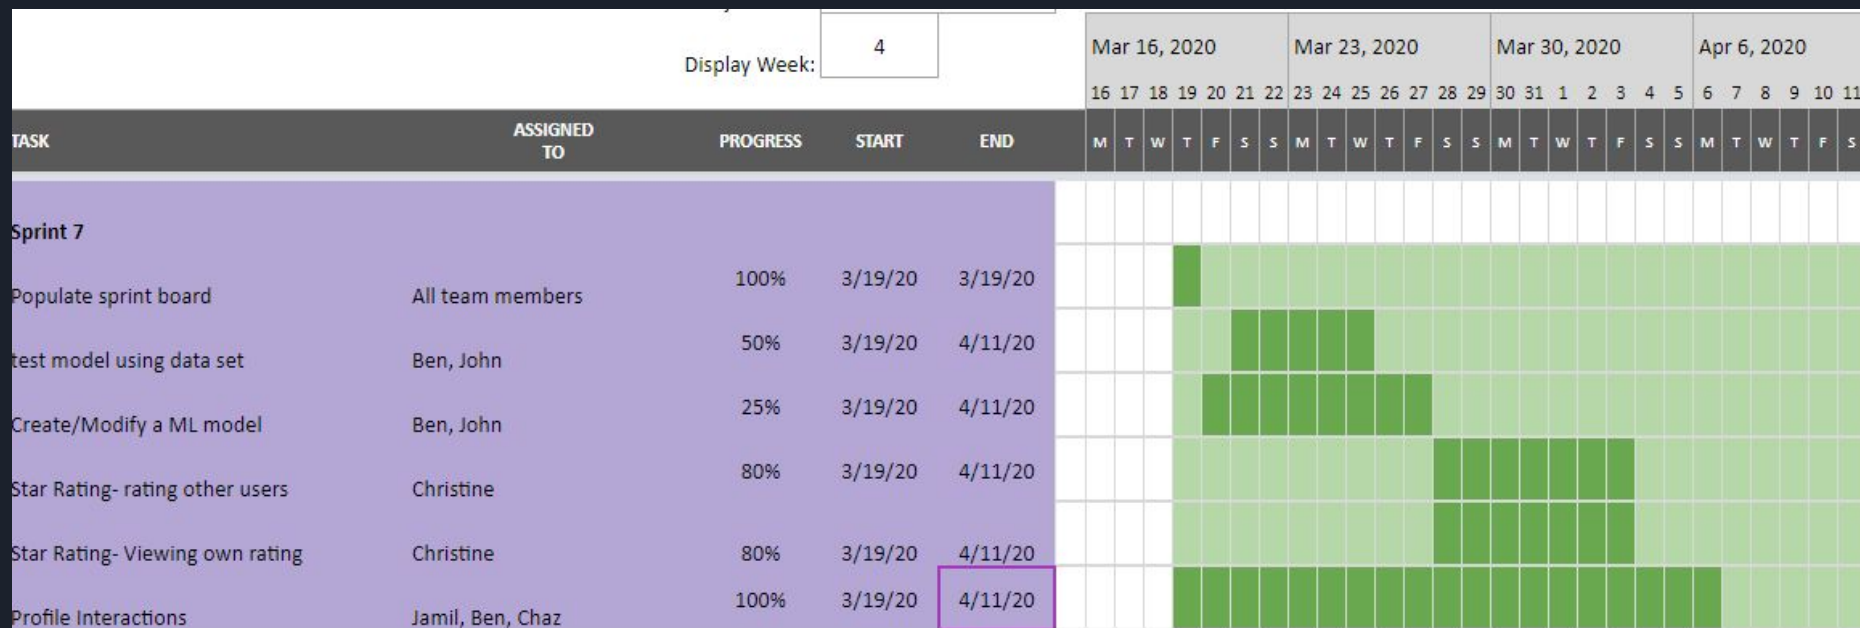 Display Week: 4
Mar 16, 2020 Mar 23, 2020 Mar 30, 2020 Apr 6, 2020
16 17 18 19 20 21 22 23 24 25 26 27 28 29 30 31 1 2 3 4 5 6 7 8 9 10 11
TASK ASSIGNED TO PROGRESS START END M T W T F S S M T W T F S S M T W T F S S M T W T F S
Sprint 7
Populate sprint board All team members 100% 3/19/20 3/19/20
test model using data set Ben, John 50% 3/19/20 4/11/20
Create/Modify a ML model Ben, John 25% 3/19/20 4/11/20
Star Rating- rating other users Christine 80% 3/19/20 4/11/20
Star Rating- Viewing own rating Christine 80% 3/19/20 4/11/20
Profile Interactions Jamil, Ben, Chaz 100% 3/19/20 4/11/20